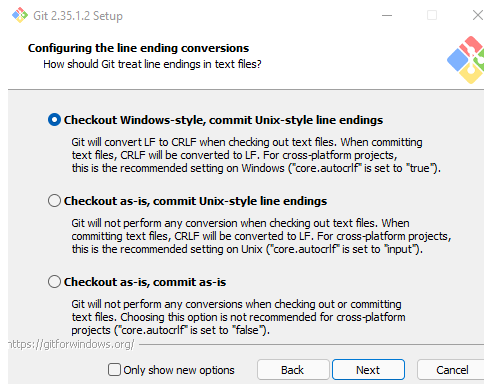 Git 2.35.1.2 Setup
Configuring the line ending conversions
How should Git treat line endings in text files?
Checkout Windows-style, commit Unix-style line endings
Git will convert LF to CRLF when checking out text files. When committing
text files, CRLF will be converted to LF. For cross-platform projects,
this is the recommended setting on Windows ("core.autocrlf" is set to "true").
Checkout as-is, commit Unix-style line endings
Git will not perform any conversion when checking out text files. When
committing text files, CRLF will be converted to LF. For cross-platform projects,
this is the recommended setting on Unix ("core.autocrlf" is set to "input").
Checkout as-is, commit as-is
Git will not perform any conversions when checking out or committing
text files. Choosing this option is not recommended for cross-platform
projects ("core.autocrlf" is set to "false").
https://gitforwindows.org/
Only show new options
Back
Next
Cancel